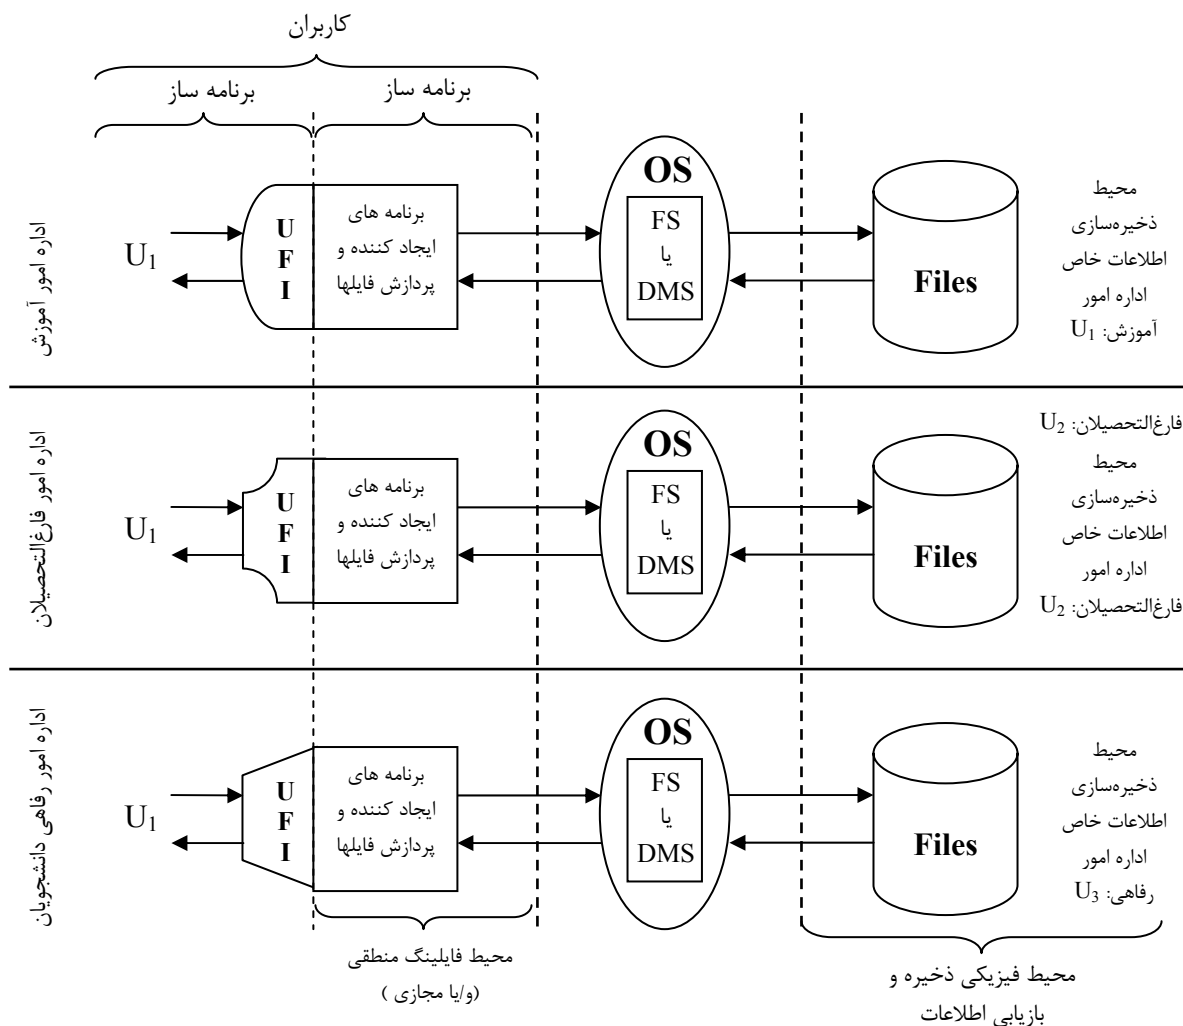 کاربران
برنامه ساز
برنامه ساز
اداره امور آموزش
U1
U
F
I
برنامه های
ایجاد کننده و
پردازش فایلها
OS
FS
یا
DMS
Files
محیط
ذخیره‌سازی
اطلاعات خاص
اداره امور
آموزش: U1
اداره امور فارغ‌التحصیلان
U1
U
F
I
برنامه های
ایجاد کننده و
پردازش فایلها
OS
FS
یا
DMS
Files
فارغ‌التحصیلان: U2
محیط
ذخیره‌سازی
اطلاعات خاص
اداره امور
فارغ‌التحصیلان: U2
اداره امور رفاهی دانشجویان
U1
U
F
I
برنامه های
ایجاد کننده و
پردازش فایلها
OS
FS
یا
DMS
Files
محیط
ذخیره‌سازی
اطلاعات خاص
اداره امور
رفاهی: U3
محیط فایلینگ منطقی
(و/یا مجازی )
محیط فیزیکی ذخیره و
بازیابی اطلاعات